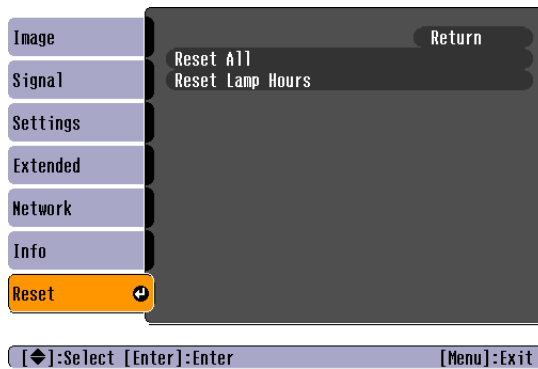 Image
Signal
Settings
Extended
Network
Info
Reset
Return
Reset All
Reset Lamp Hours
[◆]:Select [Enter]:Enter [Menu]:Exit